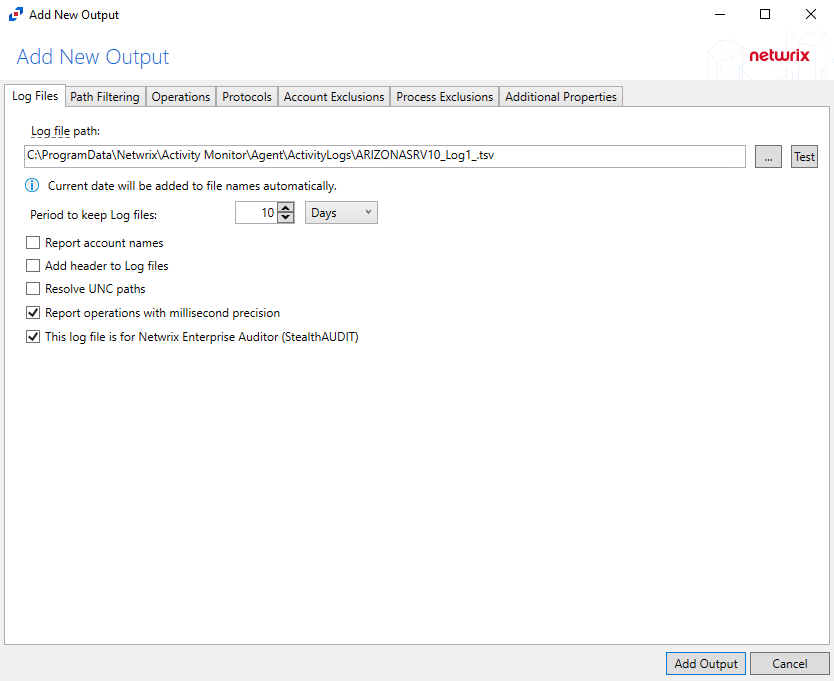 Add New Output
Add New Output
netwrix
Log Files Path Filtering Operations Protocols Account Exclusions Process Exclusions Additional Properties
Log file path:
C:\ProgramData\Netwrix\Activity Monitor\Agent\ActivityLogs\ARIZONASRV10_Log1_.tsv ... Test
Current date will be added to file names automatically.
Period to keep Log files: 10 Days
Report account names
Add header to Log files
Resolve UNC paths
Report operations with millisecond precision
This log file is for Netwrix Enterprise Auditor (StealthAUDIT)
Add Output Cancel